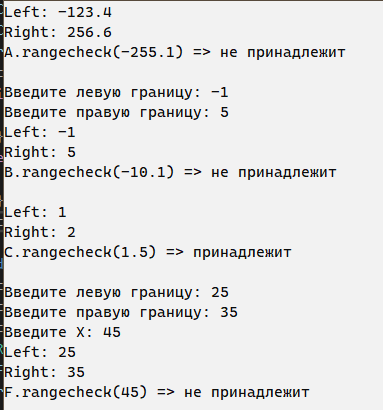 Left: -123.4
Right: 256.6
A.rangecheck(-255.1) => не принадлежит
Введите левую границу: -1
Введите правую границу: 5
Left: -1
Right: 5
B.rangecheck(-10.1) => не принадлежит
Left: 1
Right: 2
C.rangecheck(1.5) => принадлежит
Введите левую границу: 25
Введите правую границу: 35
Введите X: 45
Left: 25
Right: 35
F.rangecheck(45) => не принадлежит